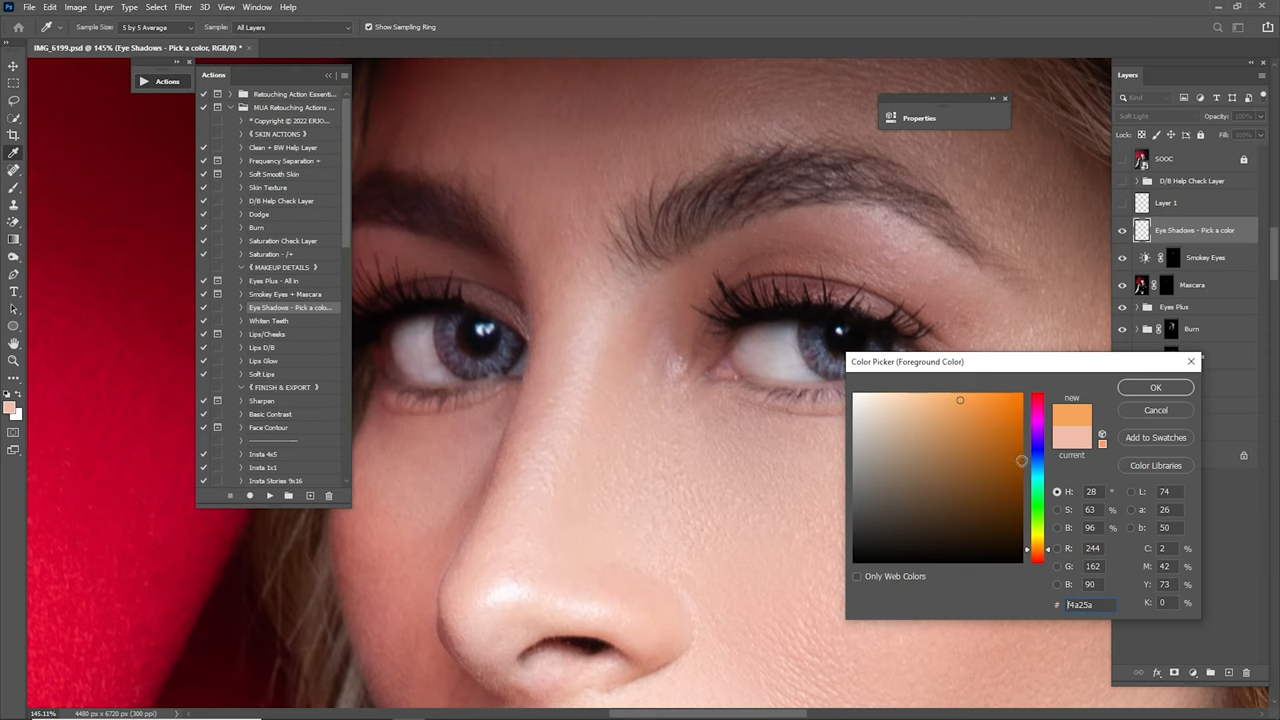 Ps File Edit Image Layer Type Select Filter 3D View Window Help
Sample Size: 5 by 5 Average Sample: All Layers Show Sampling Ring
IMG_6199.psd @ 145% (Eye Shadows - Pick a color, RGB/8) *
Actions
Actions
Retouching Action Essenti...
MUA Retouching Actions ...
* Copyright © 2022 ERJO...
《 SKIN ACTIONS 》
Clean + BW Help Layer
Frequency Separation +
Soft Smooth Skin
Skin Texture
D/B Help Check Layer
Dodge
Burn
Saturation Check Layer
Saturation - /+
《 MAKEUP DETAILS 》
Eyes Plus - All in
Smokey Eyes + Mascara
Eye Shadows - Pick a colo...
Whiten Teeth
Lips/Cheeks
Lips D/B
Lips Glow
Soft Lips
《 FINISH & EXPORT 》
Sharpen
Basic Contrast
Face Contour
--------------------
Insta 4x5
Insta 1x1
Insta Stories 9x16
Properties
Layers
Kind
Soft Light Opacity: 100%
Lock: Fill: 100%
SOOC
D/B Help Check Layer
Layer 1
Eye Shadows - Pick a color
Smokey Eyes
Mascara
Eyes Plus
Burn
Color Picker (Foreground Color)
new
current
OK
Cancel
Add to Swatches
Color Libraries
H: 28 ° L: 74
S: 63 % a: 26
B: 96 % b: 50
R: 244 C: 2 %
G: 162 M: 42 %
B: 90 Y: 73 %
# f4a25a K: 0 %
Only Web Colors
145.11% 4480 px x 6720 px (300 ppi)